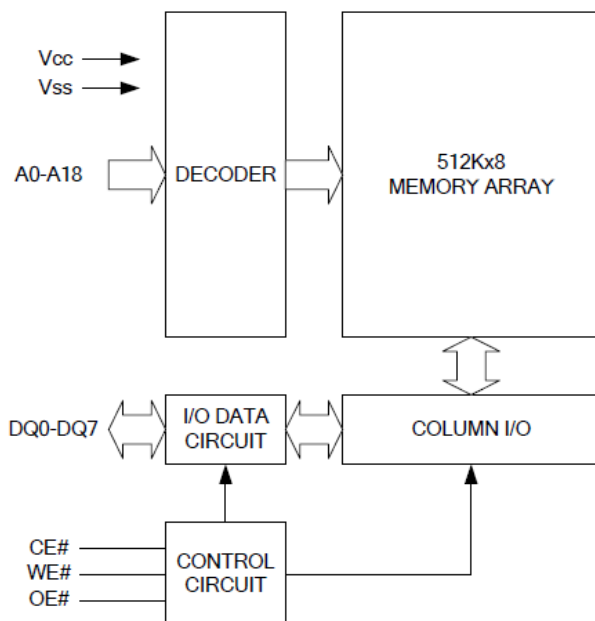 Vcc
Vss
A0-A18
DECODER
512Kx8
MEMORY ARRAY
DQ0-DQ7
I/O DATA
CIRCUIT
COLUMN I/O
CE#
WE#
OE#
CONTROL
CIRCUIT